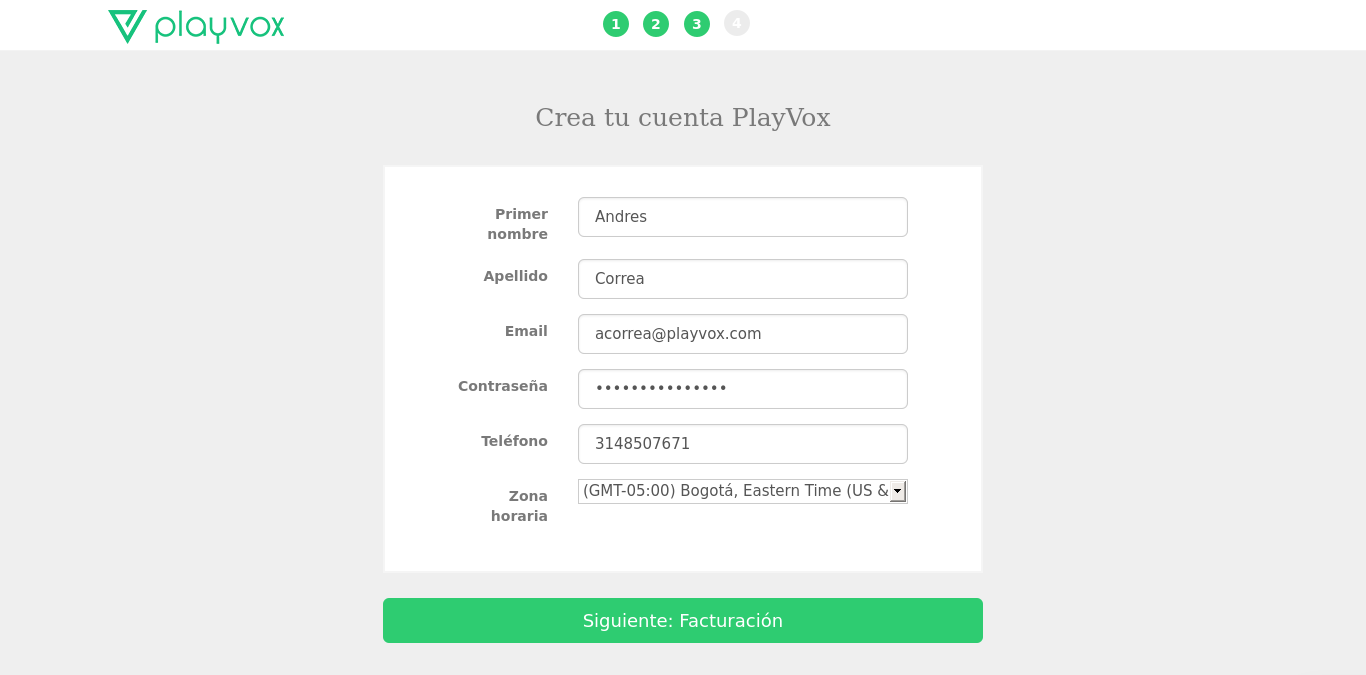 playvox
1 2 3 4
Crea tu cuenta PlayVox
Primer
nombre
Andres
Apellido
Correa
Email
acorrea@playvox.com
Contraseña
•••••••••••••••
Teléfono
3148507671
Zona
horaria
(GMT-05:00) Bogotá, Eastern Time (US &
Siguiente: Facturación